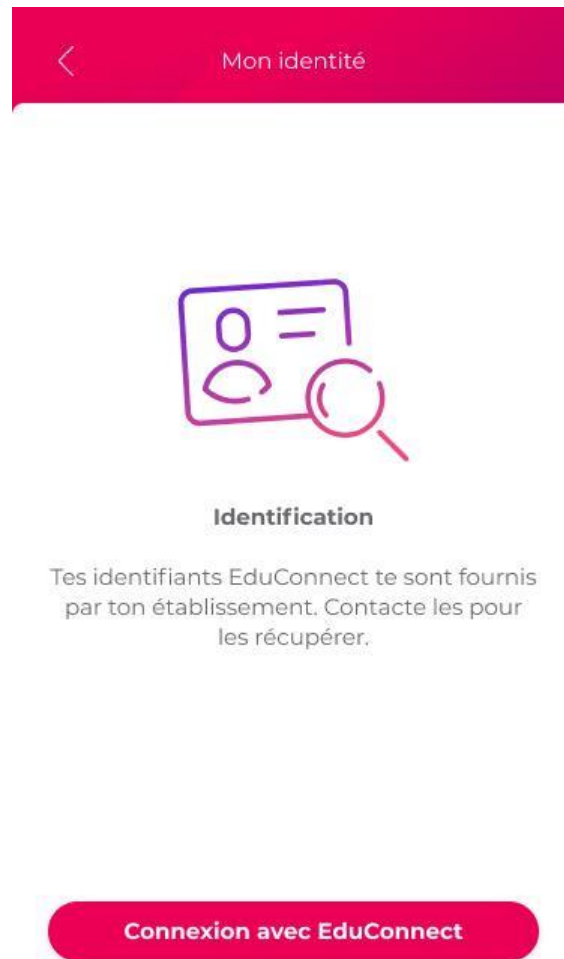 Mon identité
Identification
Tes identifiants EduConnect te sont fournis
par ton établissement. Contacte les pour
les récupérer.
Connexion avec EduConnect